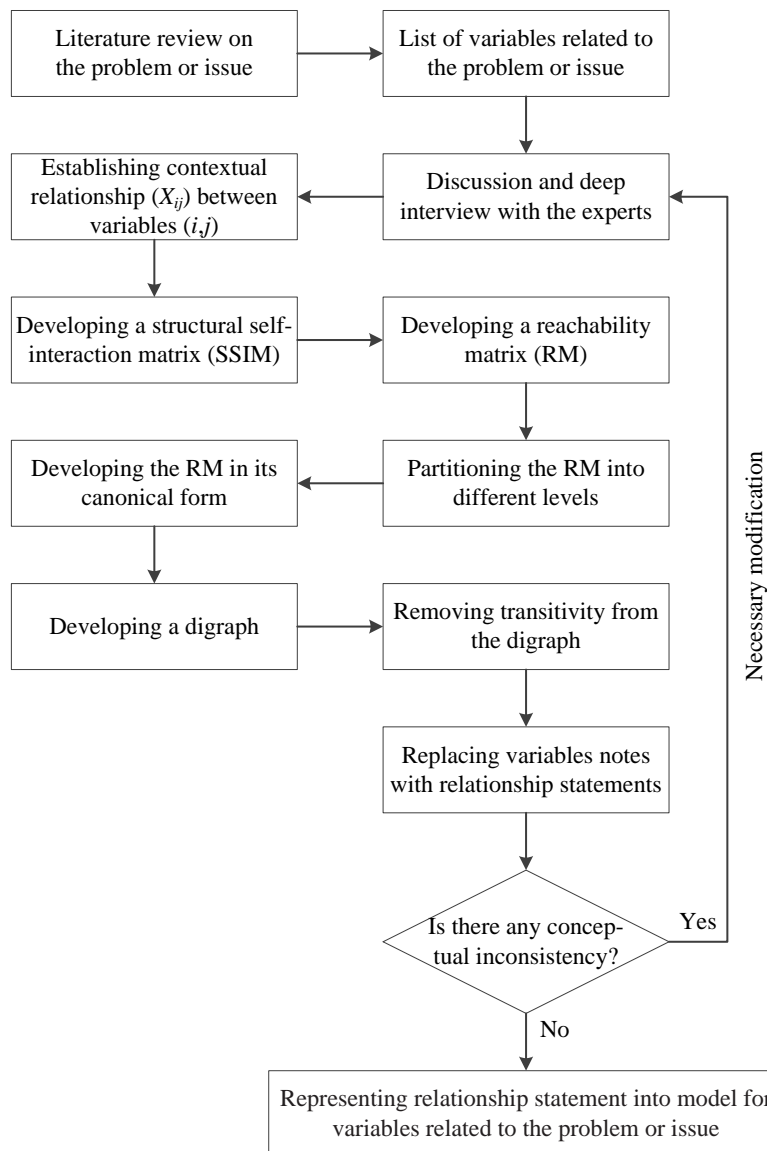 Literature review on
the problem or issue
List of variables related to
the problem or issue
Establishing contextual
relationship (Xij) between
variables (i,j)
Discussion and deep
interview with the experts
Developing a structural self-
interaction matrix (SSIM)
Developing a reachability
matrix (RM)
Developing the RM in its
canonical form
Partitioning the RM into
different levels
Necessary modification
Developing a digraph
Removing transitivity from
the digraph
Replacing variables notes
with relationship statements
Is there any concep-
tual inconsistency?
Yes
No
Representing relationship statement into model for
variables related to the problem or issue